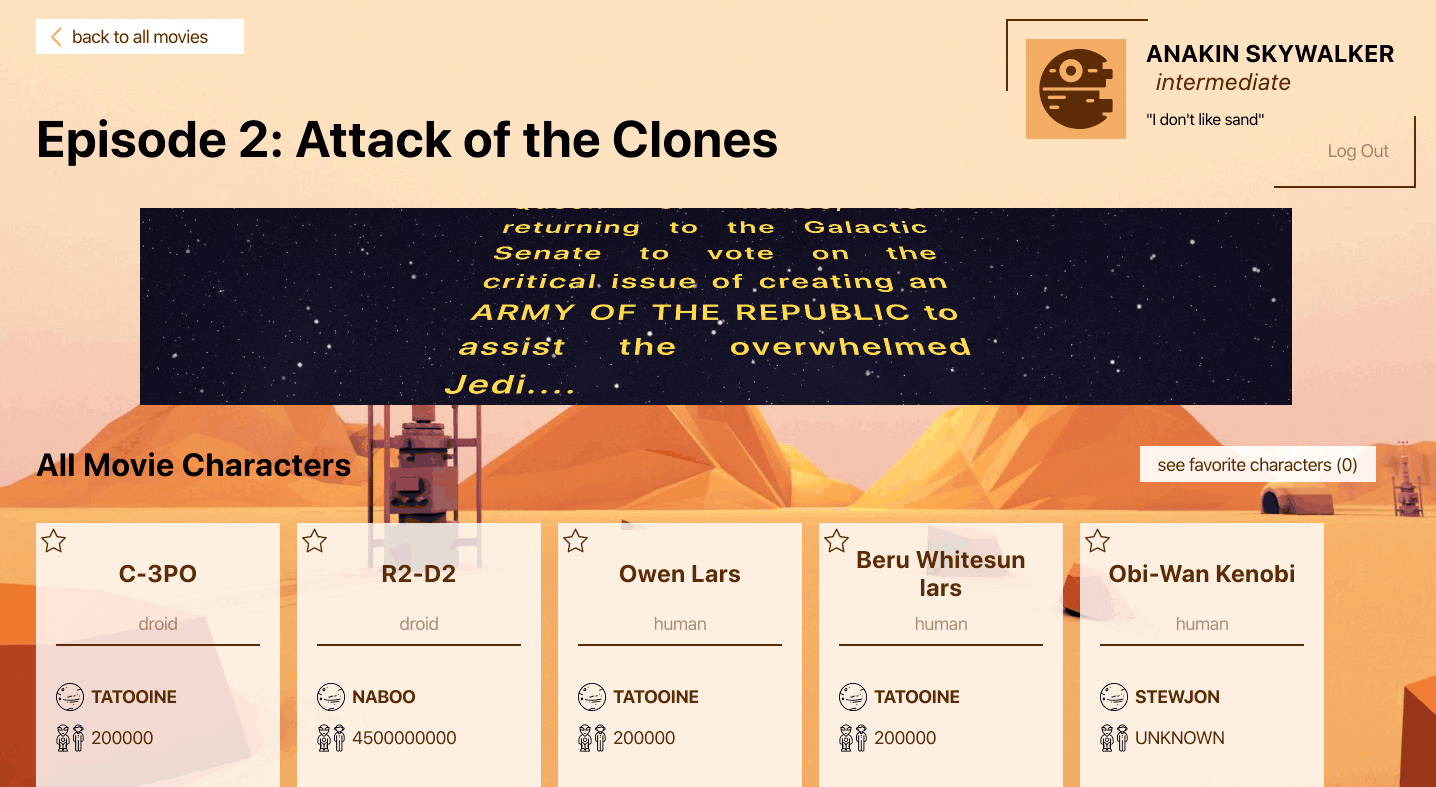 back to all movies
ANAKIN SKYWALKER
intermediate
"I don't like sand"
Log Out
Episode 2: Attack of the Clones
returning to the Galactic
Senate to vote on the
critical issue of creating an
ARMY OF THE REPUBLIC to
assist the overwhelmed
Jedi....
All Movie Characters
see favorite characters (0)
C-3PO
droid
TATOOINE
200000
R2-D2
droid
NABOO
4500000000
Owen Lars
human
TATOOINE
200000
Beru Whitesun
lars
human
TATOOINE
200000
Obi-Wan Kenobi
human
STEWJON
UNKNOWN